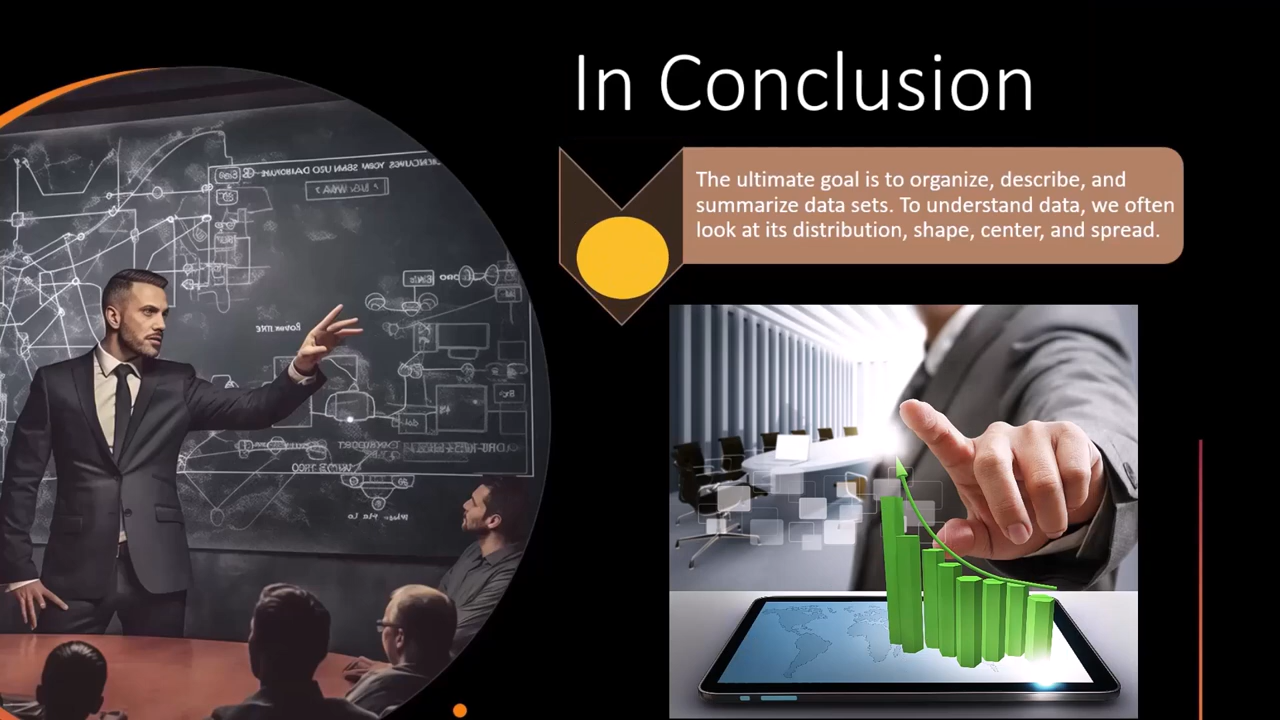 In Conclusion
The ultimate goal is to organize, describe, and
summarize data sets. To understand data, we often
look at its distribution, shape, center, and spread.